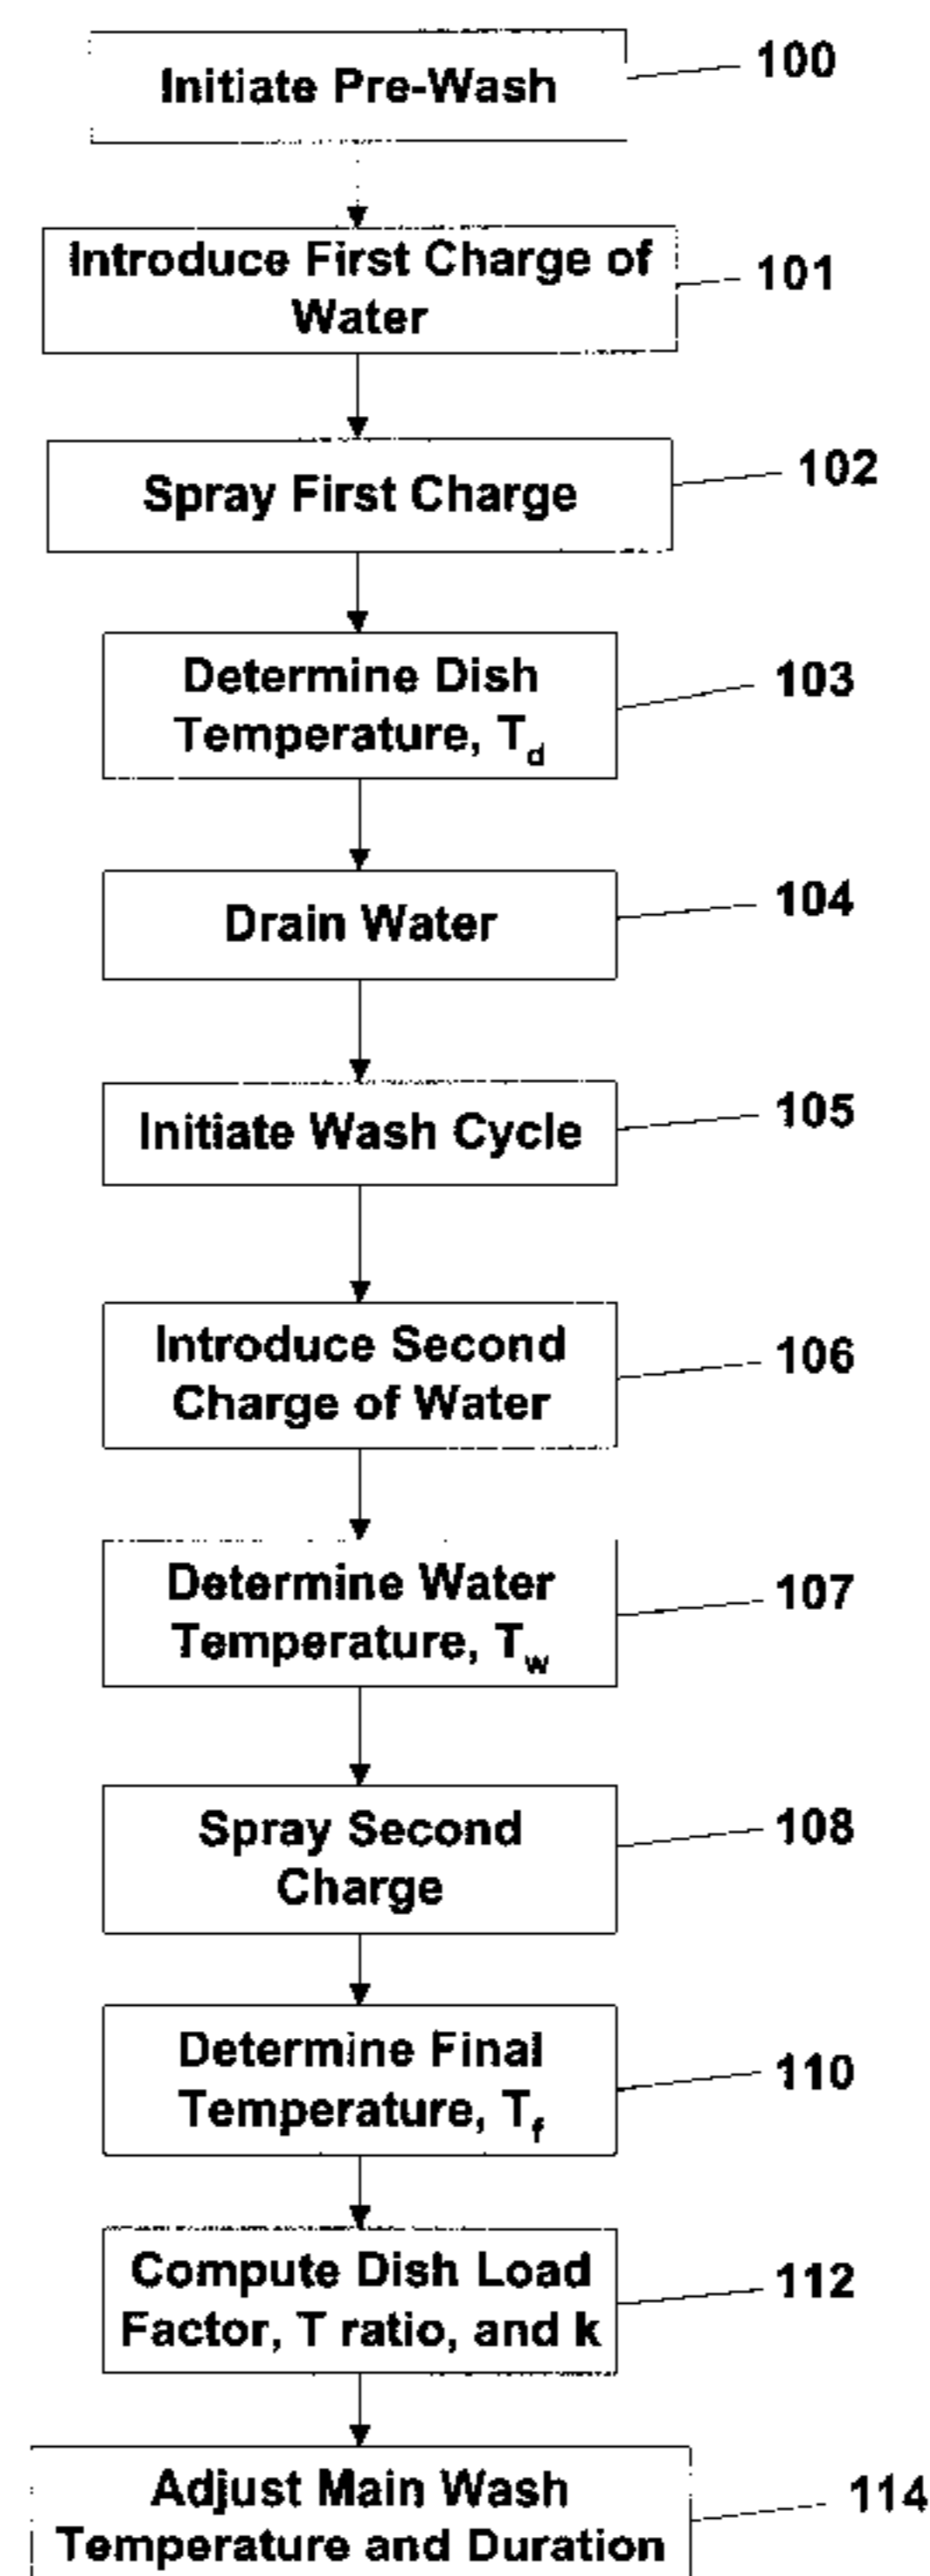 Initiate Pre-Wash
100
Introduce First Charge of
Water
101
Spray First Charge
102
Determine Dish
Temperature, Td
103
Drain Water
104
Initiate Wash Cycle
105
Introduce Second
Charge of Water
106
Determine Water
Temperature, Tw
107
Spray Second
Charge
108
Determine Final
Temperature, Tf
110
Compute Dish Load
Factor, T ratio, and k
112
Adjust Main Wash
Temperature and Duration
114